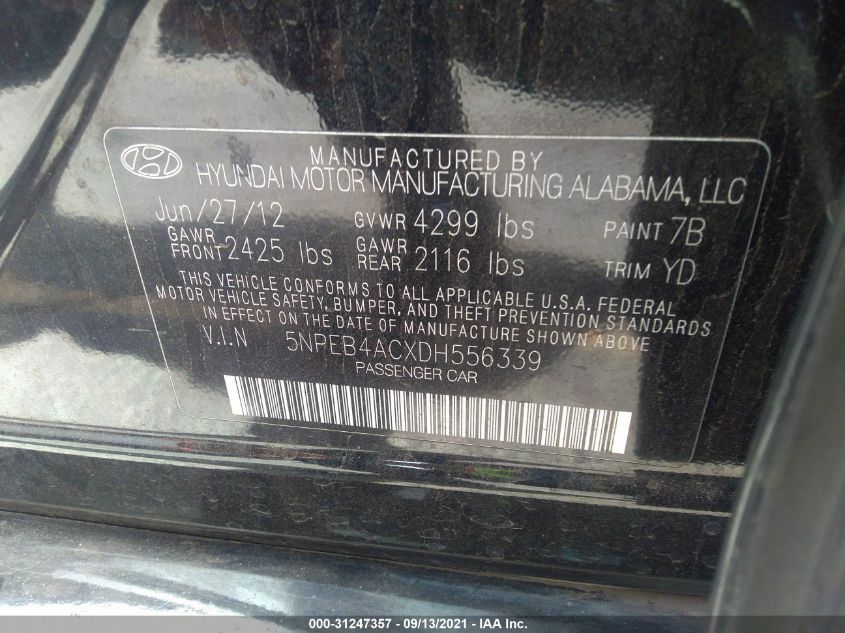 MANUFACTURED BY
HYUNDAI MOTOR MANUFACTURING ALABAMA, LLC
Jun/27/12 GVWR 4299 lbs PAINT 7B
GAWR FRONT 2425 lbs GAWR REAR 2116 lbs TRIM YD
THIS VEHICLE CONFORMS TO ALL APPLICABLE U.S.A. FEDERAL
MOTOR VEHICLE SAFETY, BUMPER, AND THEFT PREVENTION STANDARDS
IN EFFECT ON THE DATE OF MANUFACTURE SHOWN ABOVE
V.I.N 5NPEB4ACXDH556339
PASSENGER CAR
000-31247357 - 09/13/2021 - IAA Inc.